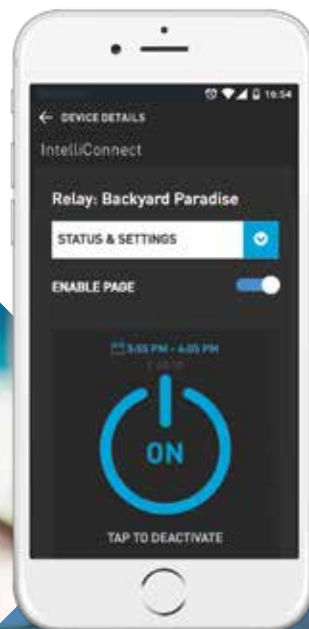 16:54
← DEVICE DETAILS
IntelliConnect
Relay: Backyard Paradise
STATUS & SETTINGS
ENABLE PAGE
ON
TAP TO DEACTIVATE